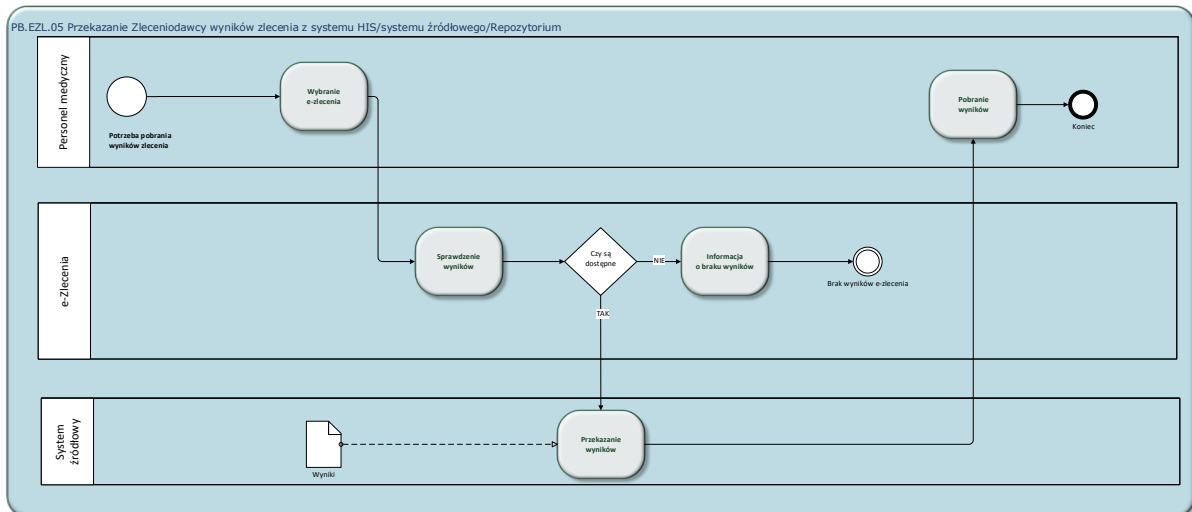 PB.EZL.05 Przekazanie Zleceniodawcy wyników zlecenia z systemu HIS/systemu źródłowego/Repozytorium
Personel medyczny
Potrzeba pobrania
wyników zlecenia
Wybranie
e-zlecenia
Pobranie
wyników
Koniec
e-Zlecenia
Sprawdzenie
wyników
Czy są
dostępne
NIE
Informacja
o braku wyników
Brak wyników e-zlecenia
TAK
System
źródłowy
Wyniki
Przekazanie
wyników